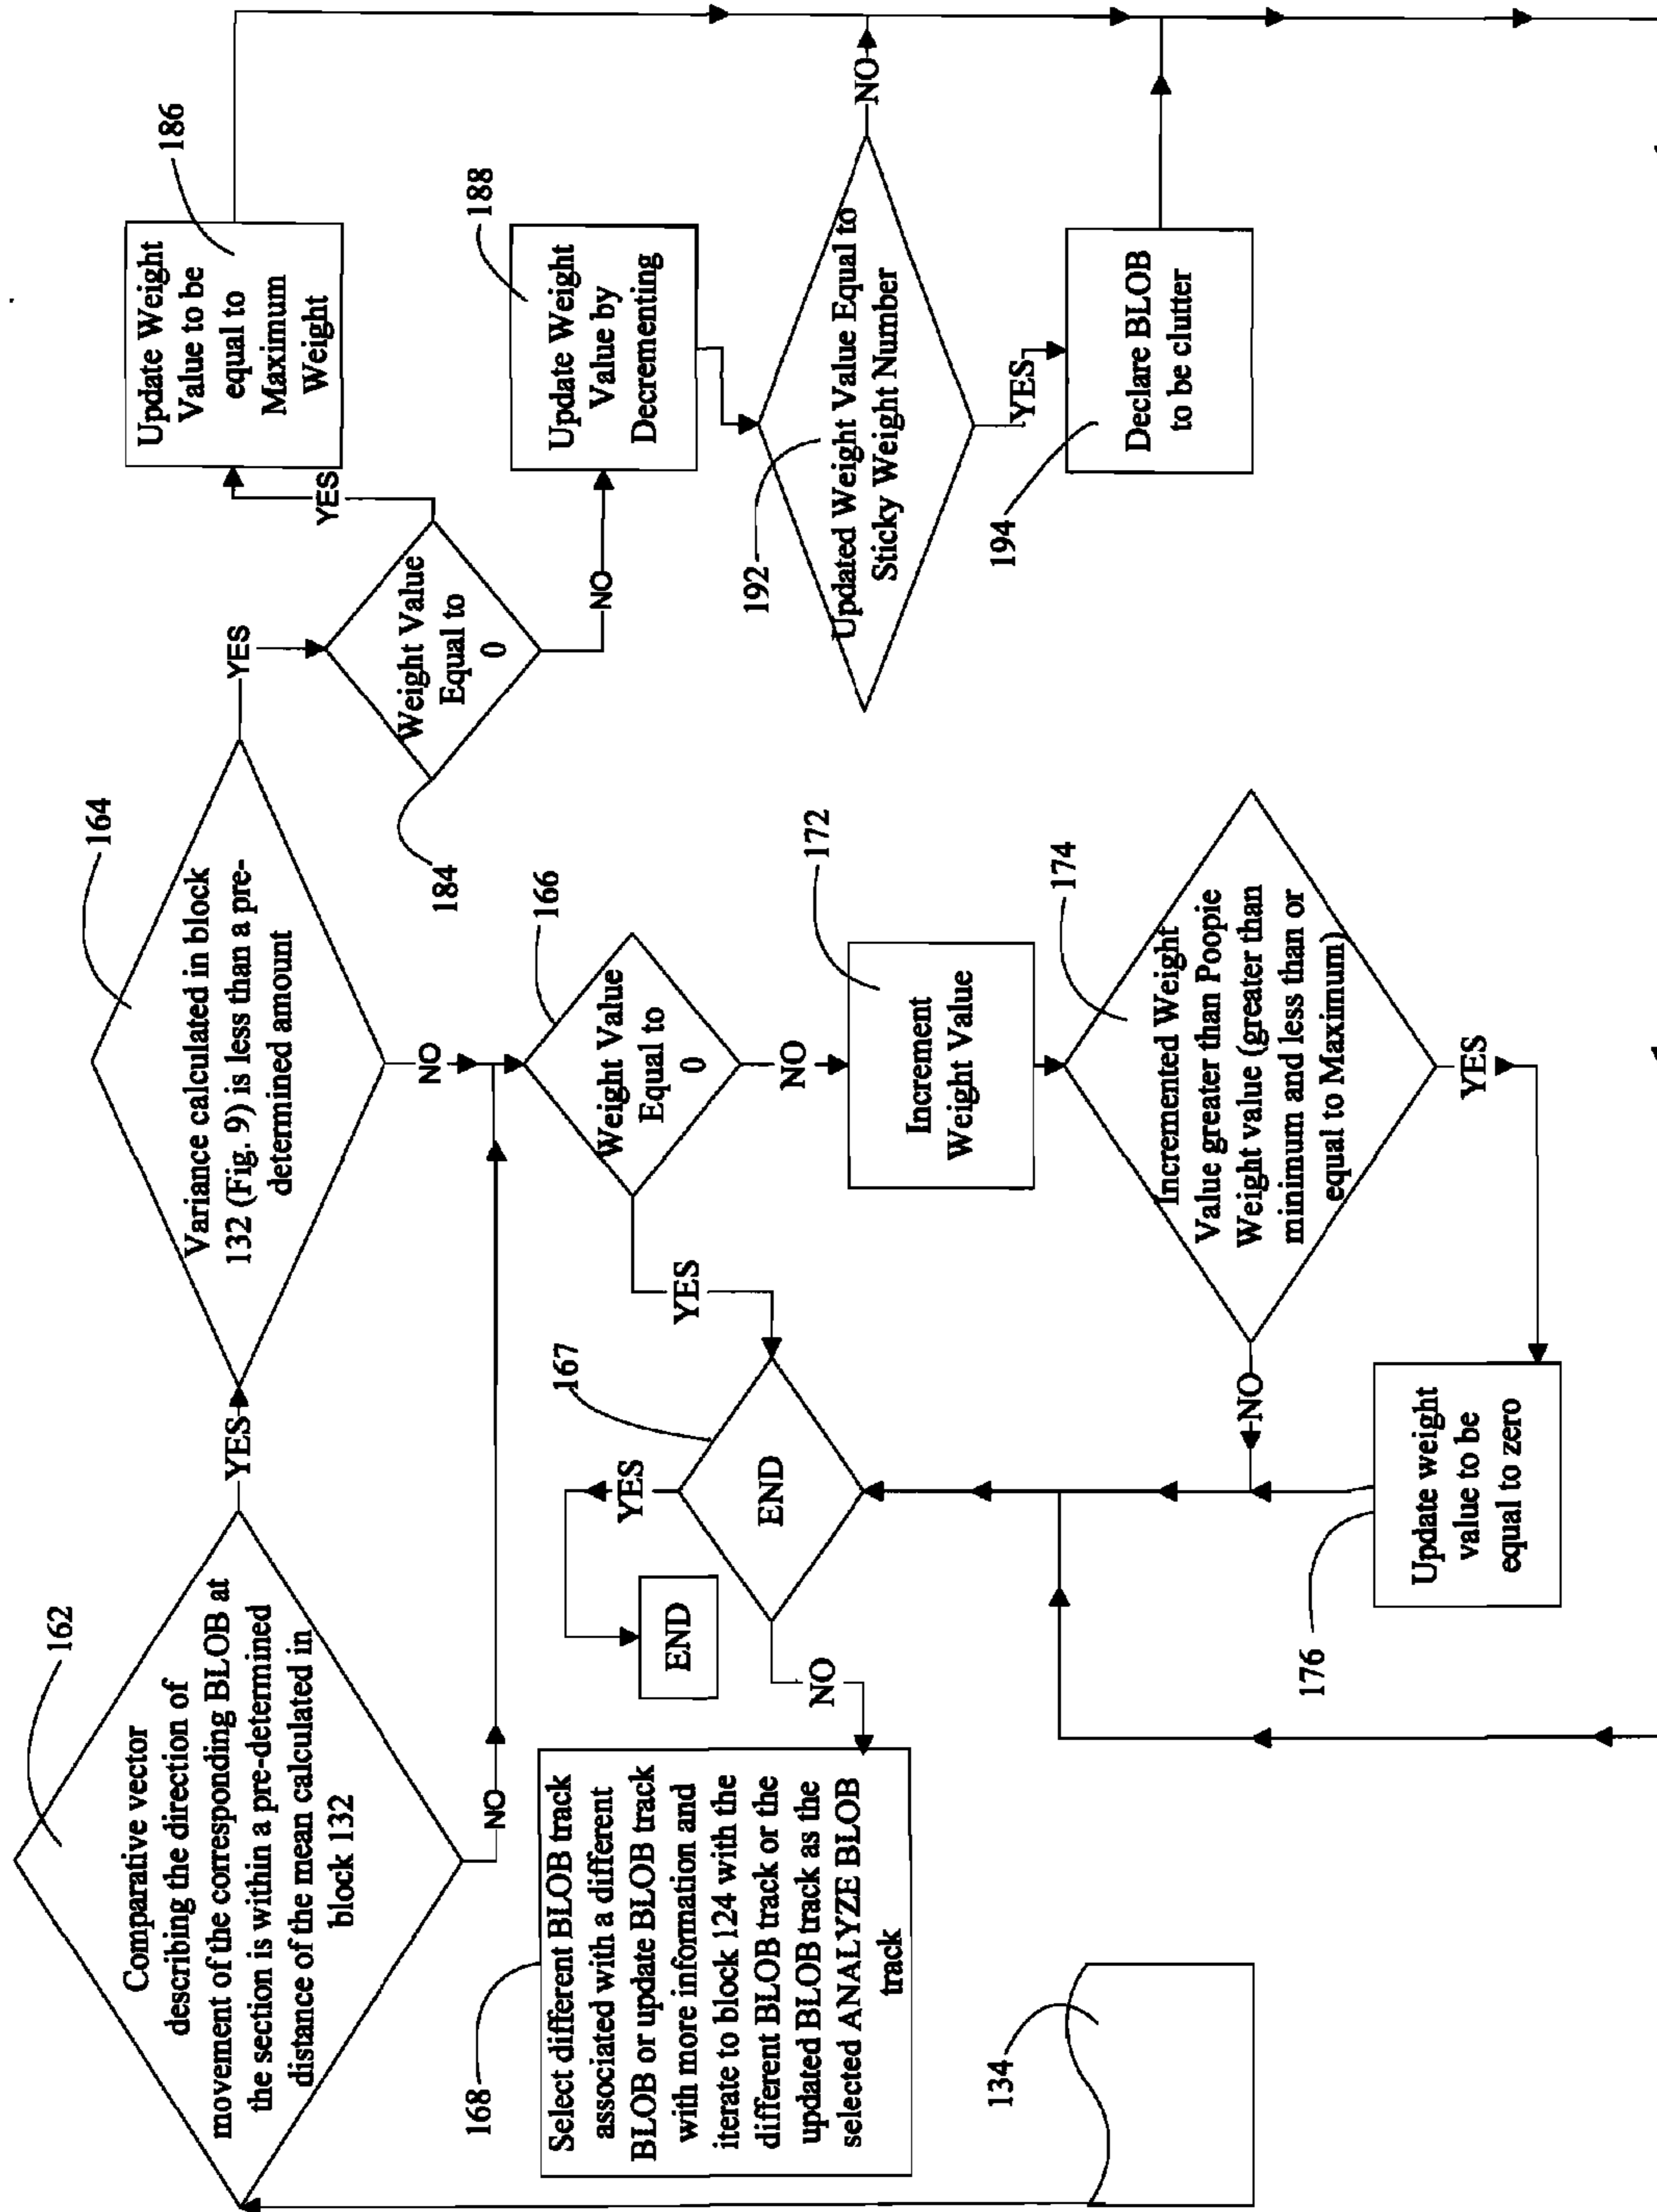 162
Comparative vector
describing the direction of
movement of the corresponding BLOB at
the section is within a pre-determined
distance of the mean calculated in
block 132
YES
NO
164
Variance calculated in block
132 (Fig. 9) is less than a pre-
determined amount
YES
NO
184
Weight Value
Equal to
0
YES
NO
186
Update Weight
Value to be
equal to
Maximum
Weight
188
Update Weight
Value by
Decrementing
192
Updated Weight Value Equal to
Sticky Weight Number
NO
YES
194
Declare BLOB
to be clutter
166
Weight Value
Equal to
0
YES
NO
167
END
YES
END
NO
168
Select different BLOB track
associated with a different
BLOB or update BLOB track
with more information and
iterate to block 124 with the
different BLOB track or the
updated BLOB track as the
selected ANALYZE BLOB
track
172
Increment
Weight Value
174
Incremented Weight
Value greater than Poopie
Weight value (greater than
minimum and less than or
equal to Maximum)
NO
YES
176
Update weight
value to be
equal to zero
134